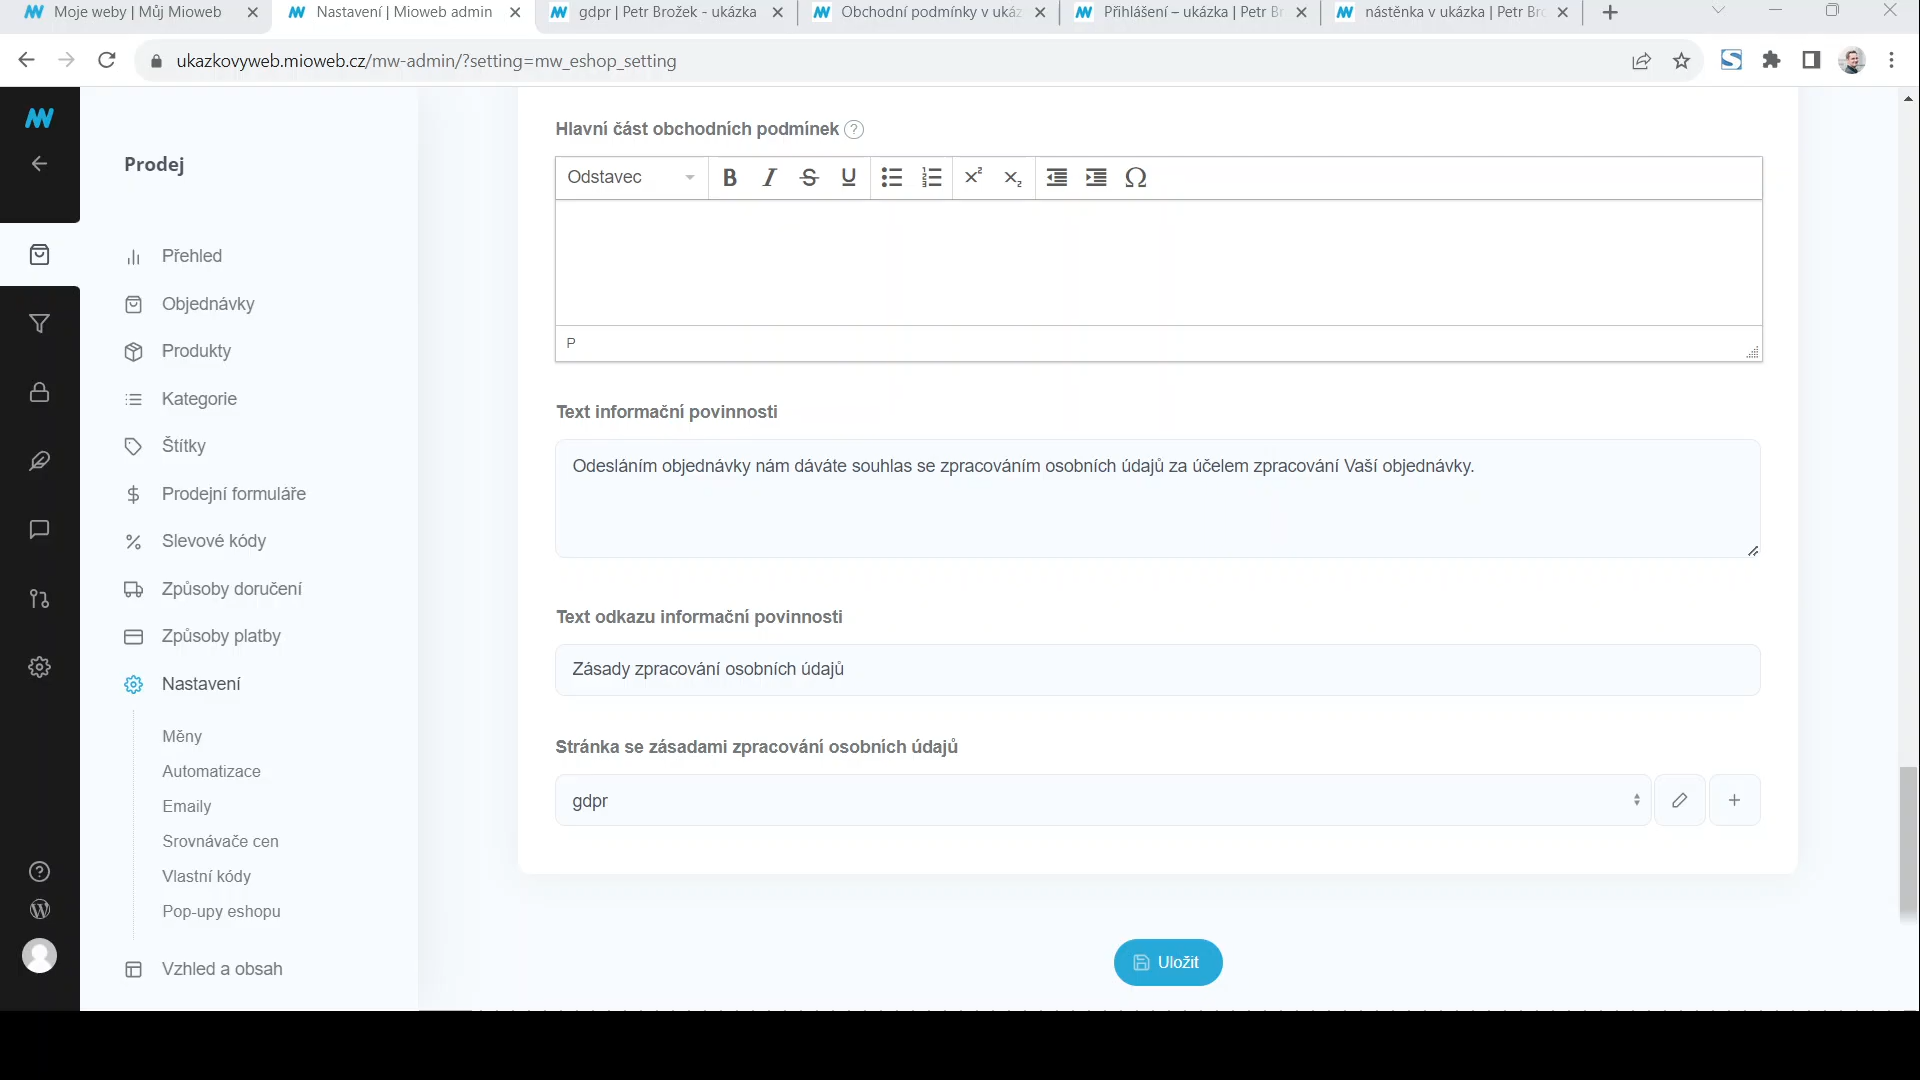 Moje weby | Můj Mioweb
Nastavení | Mioweb admin
gdpr | Petr Brožek - ukázka
Obchodní podmínky v ukáz
Přihlášení – ukázka | Petr Br
nástěnka v ukázka | Petr Bro
ukazkovyweb.mioweb.cz/mw-admin/?setting=mw_eshop_setting
Prodej
Přehled
Objednávky
Produkty
Kategorie
Štítky
Prodejní formuláře
Slevové kódy
Způsoby doručení
Způsoby platby
Nastavení
Měny
Automatizace
Emaily
Srovnávače cen
Vlastní kódy
Pop-upy eshopu
Vzhled a obsah
Hlavní část obchodních podmínek
Odstavec
P
Text informační povinnosti
Odesláním objednávky nám dáváte souhlas se zpracováním osobních údajů za účelem zpracování Vaší objednávky.
Text odkazu informační povinnosti
Zásady zpracování osobních údajů
Stránka se zásadami zpracování osobních údajů
gdpr
Uložit